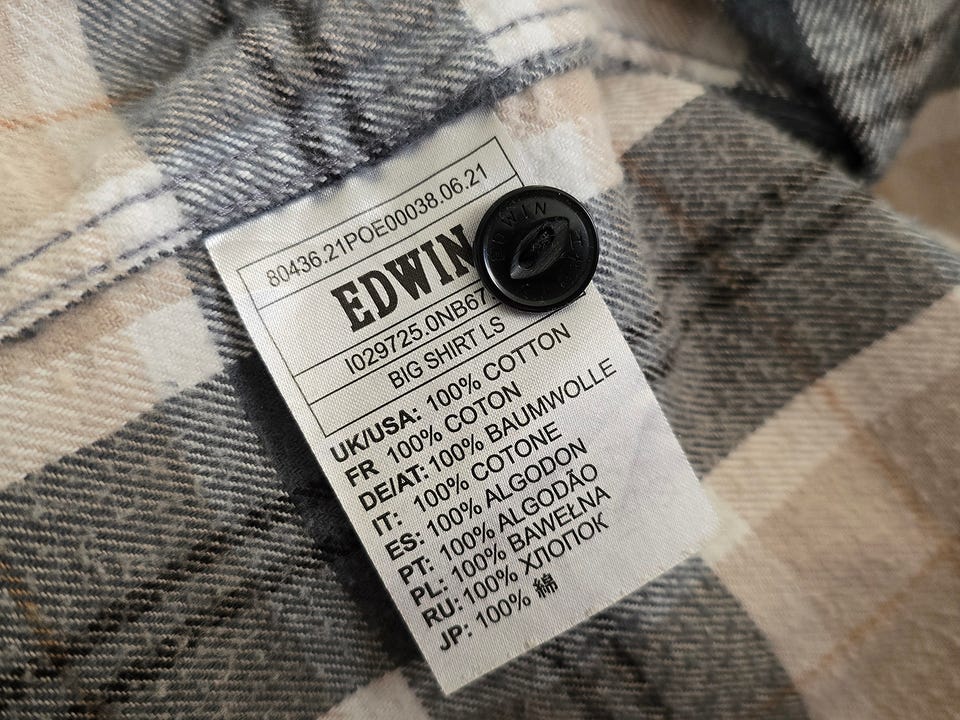 80436.21POE00038.06.21
EDWIN
I029725.0NB67
BIG SHIRT LS
UK/USA: 100% COTTON
FR 100% COTON
DE/AT: 100% BAUMWOLLE
IT: 100% COTONE
ES: 100% ALGODON
PT: 100% ALGODÃO
PL: 100% BAWEŁNA
RU: 100% ХЛОПОК
JP: 100% 綿
EDWIN